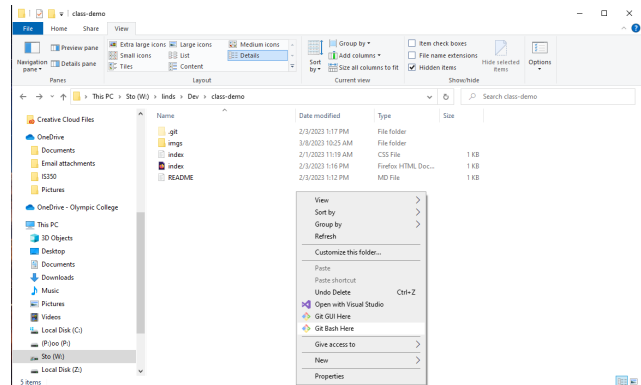 class-demo
File Home Share View
Navigation pane
Preview pane
Details pane
Panes
Extra large icons Large icons Medium icons
Small icons List Details
Tiles Content
Layout
Sort by
Group by
Add columns
Size all columns to fit
Current view
Item check boxes
File name extensions
Hidden items
Hide selected items
Show/hide
Options
This PC > Sto (W:) > linds > Dev > class-demo
Search class-demo
Name Date modified Type Size
.git 2/3/2023 1:17 PM File folder
imgs 3/8/2023 10:25 AM File folder
index 2/1/2023 11:19 AM CSS File 1 KB
index 2/3/2023 1:16 PM Firefox HTML Doc... 1 KB
README 2/3/2023 1:12 PM MD File 1 KB
Creative Cloud Files
OneDrive
Documents
Email attachments
IS350
Pictures
OneDrive - Olympic College
This PC
3D Objects
Desktop
Documents
Downloads
Music
Pictures
Videos
Local Disk (C:)
(P:)oo (P:)
Sto (W:)
Local Disk (Z:)
View
Sort by
Group by
Refresh
Customize this folder...
Paste
Paste shortcut
Undo Delete Ctrl+Z
Open with Visual Studio
Git GUI Here
Git Bash Here
Give access to
New
Properties
5 items